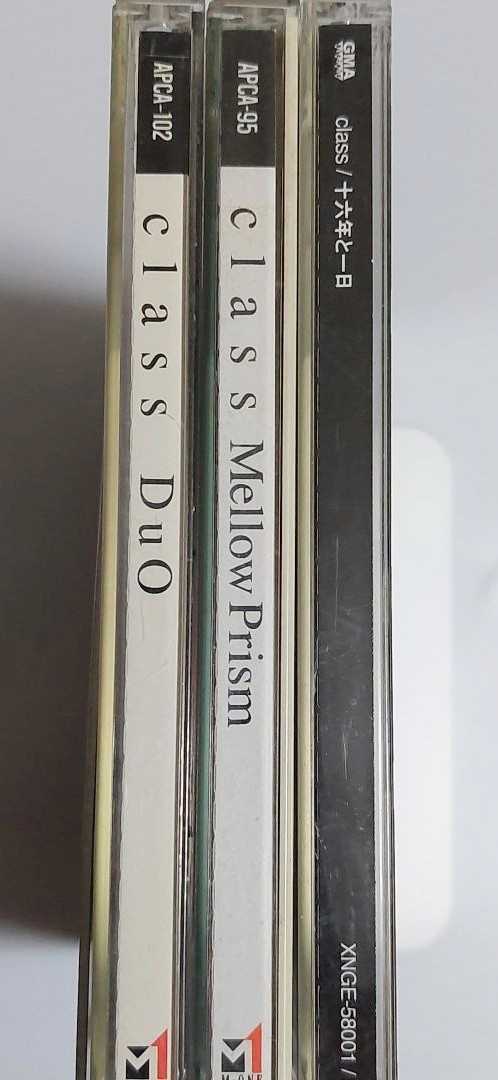 APCA-102
class DuO
APCA-95
class Mellow Prism
M-ONE
GMA
class / 十六年と一日
XNGE-58001 /